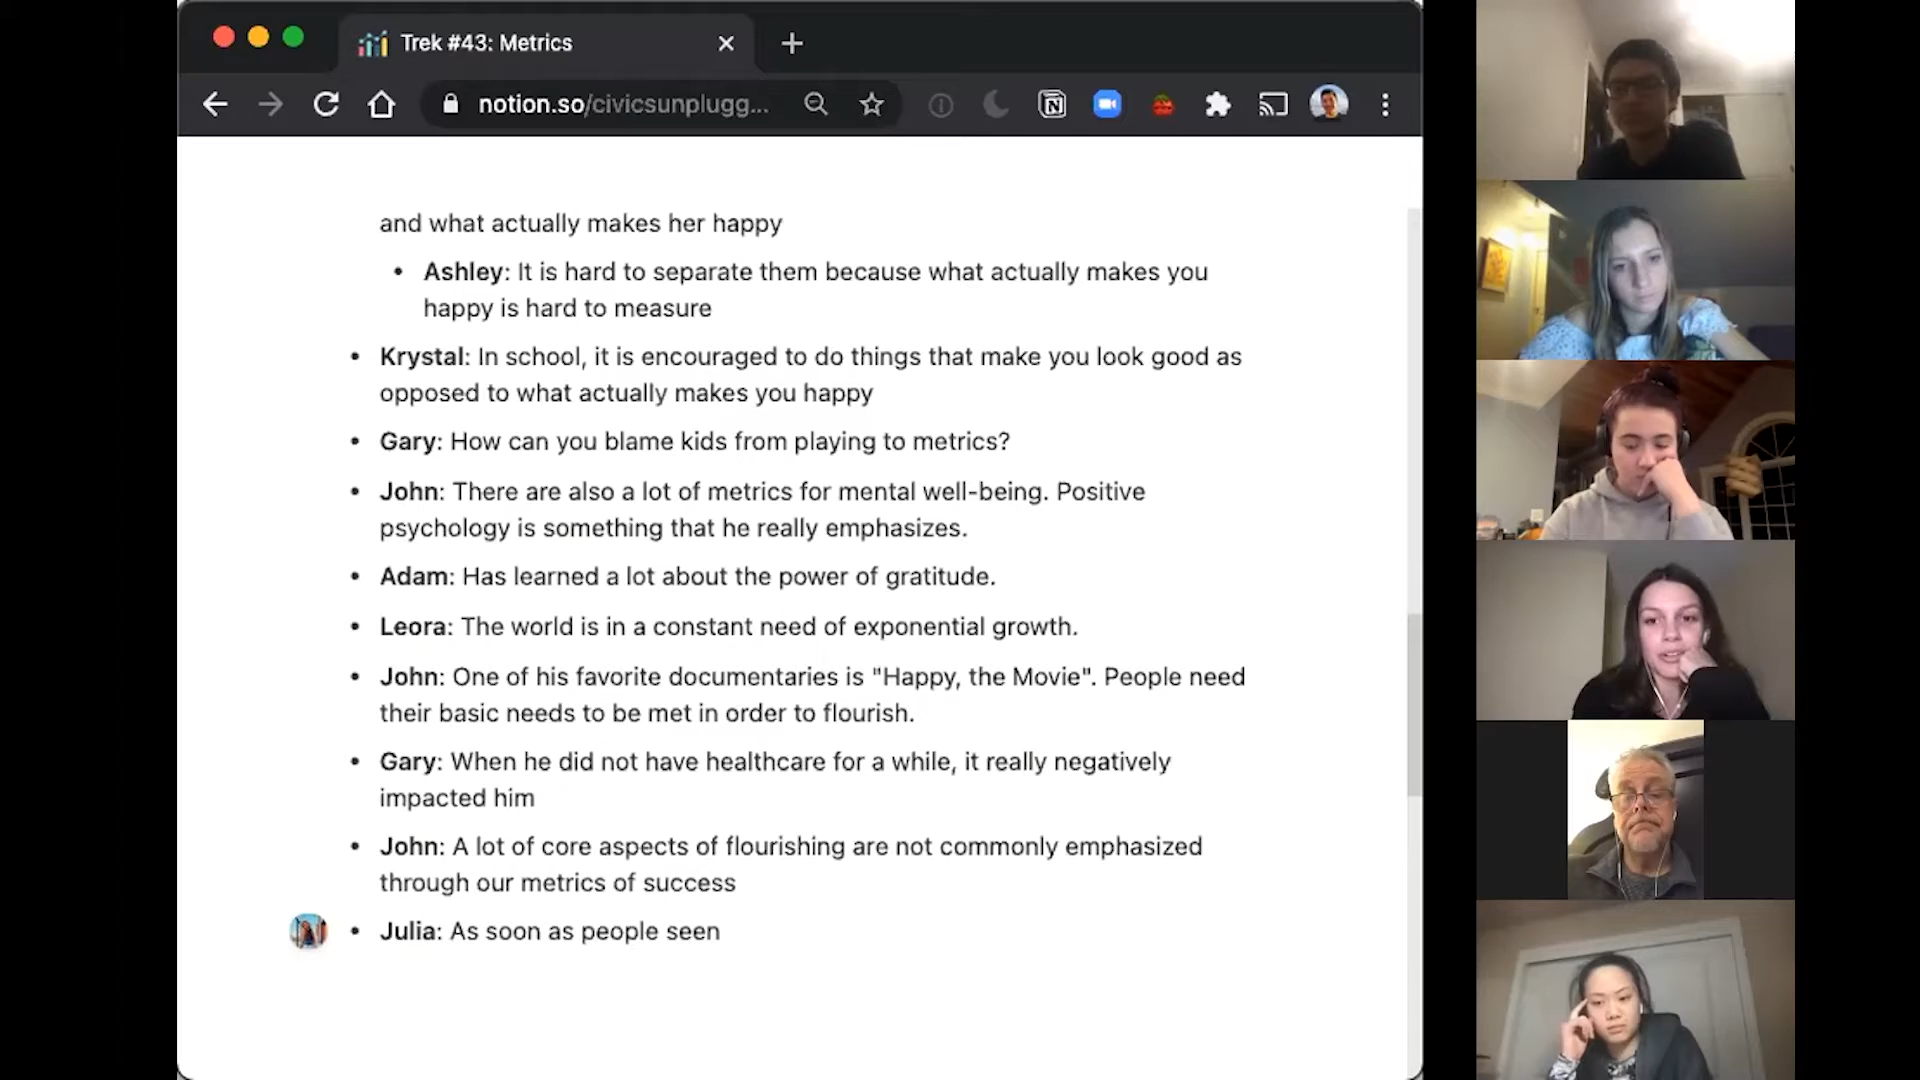 Trek #43: Metrics
notion.so/civicsunplugg...
and what actually makes her happy
• Ashley: It is hard to separate them because what actually makes you
happy is hard to measure
• Krystal: In school, it is encouraged to do things that make you look good as
opposed to what actually makes you happy
• Gary: How can you blame kids from playing to metrics?
• John: There are also a lot of metrics for mental well-being. Positive
psychology is something that he really emphasizes.
• Adam: Has learned a lot about the power of gratitude.
• Leora: The world is in a constant need of exponential growth.
• John: One of his favorite documentaries is "Happy, the Movie". People need
their basic needs to be met in order to flourish.
• Gary: When he did not have healthcare for a while, it really negatively
impacted him
• John: A lot of core aspects of flourishing are not commonly emphasized
through our metrics of success
• Julia: As soon as people seen